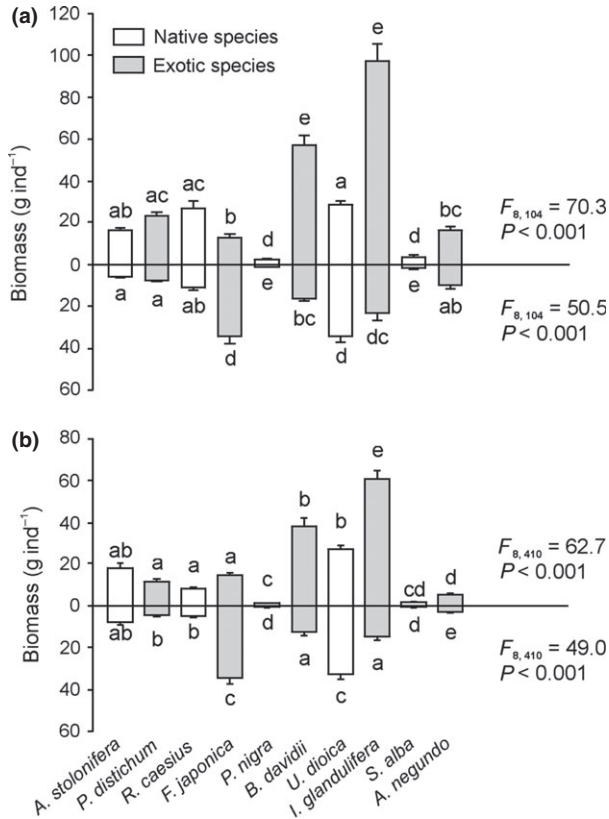 (a)
120
100
80
60
40
20
0
20
40
60
Biomass (g ind⁻¹)
Native species
Exotic species
ab ac ac b d e a e d bc
a a ab d e bc d dc e ab
F8, 104 = 70.3
P < 0.001
F8, 104 = 50.5
P < 0.001
(b)
80
60
40
20
0
20
40
60
Biomass (g ind⁻¹)
ab a a a c b b e cd d
ab b b c d a c a d e
F8, 410 = 62.7
P < 0.001
F8, 410 = 49.0
P < 0.001
A. stolonifera
P. distichum
R. caesius
F. japonica
P. nigra
B. davidii
U. dioica
I. glandulifera
S. alba
A. negundo